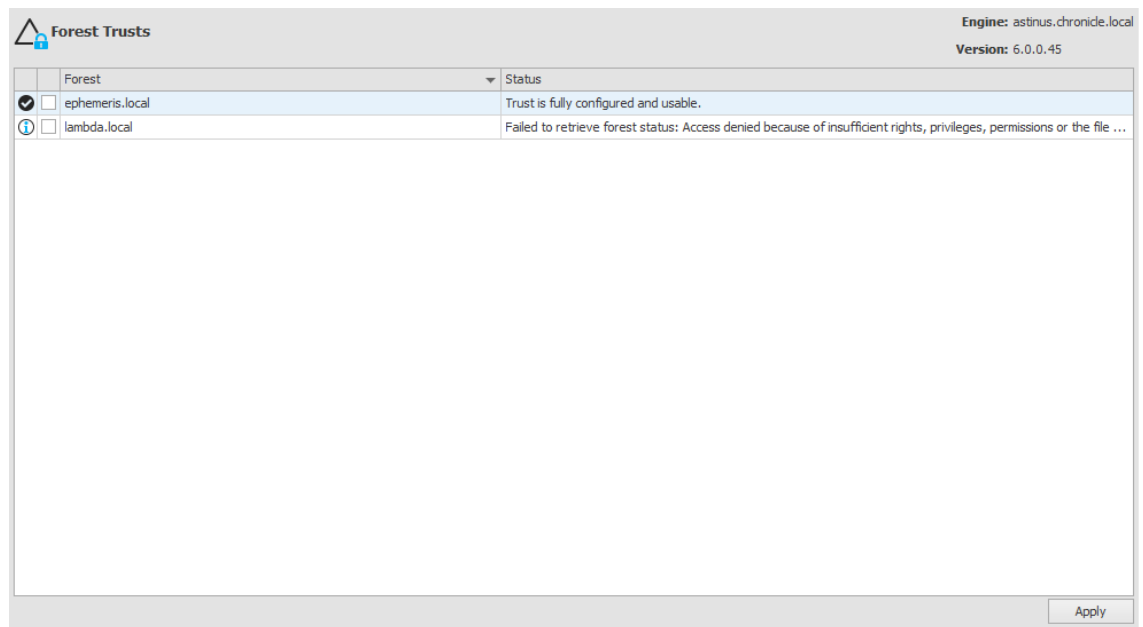 Forest Trusts
Engine: astinus.chronicle.local
Version: 6.0.0.45
Forest Status
ephemeris.local Trust is fully configured and usable.
lambda.local Failed to retrieve forest status: Access denied because of insufficient rights, privileges, permissions or the file ...
Apply